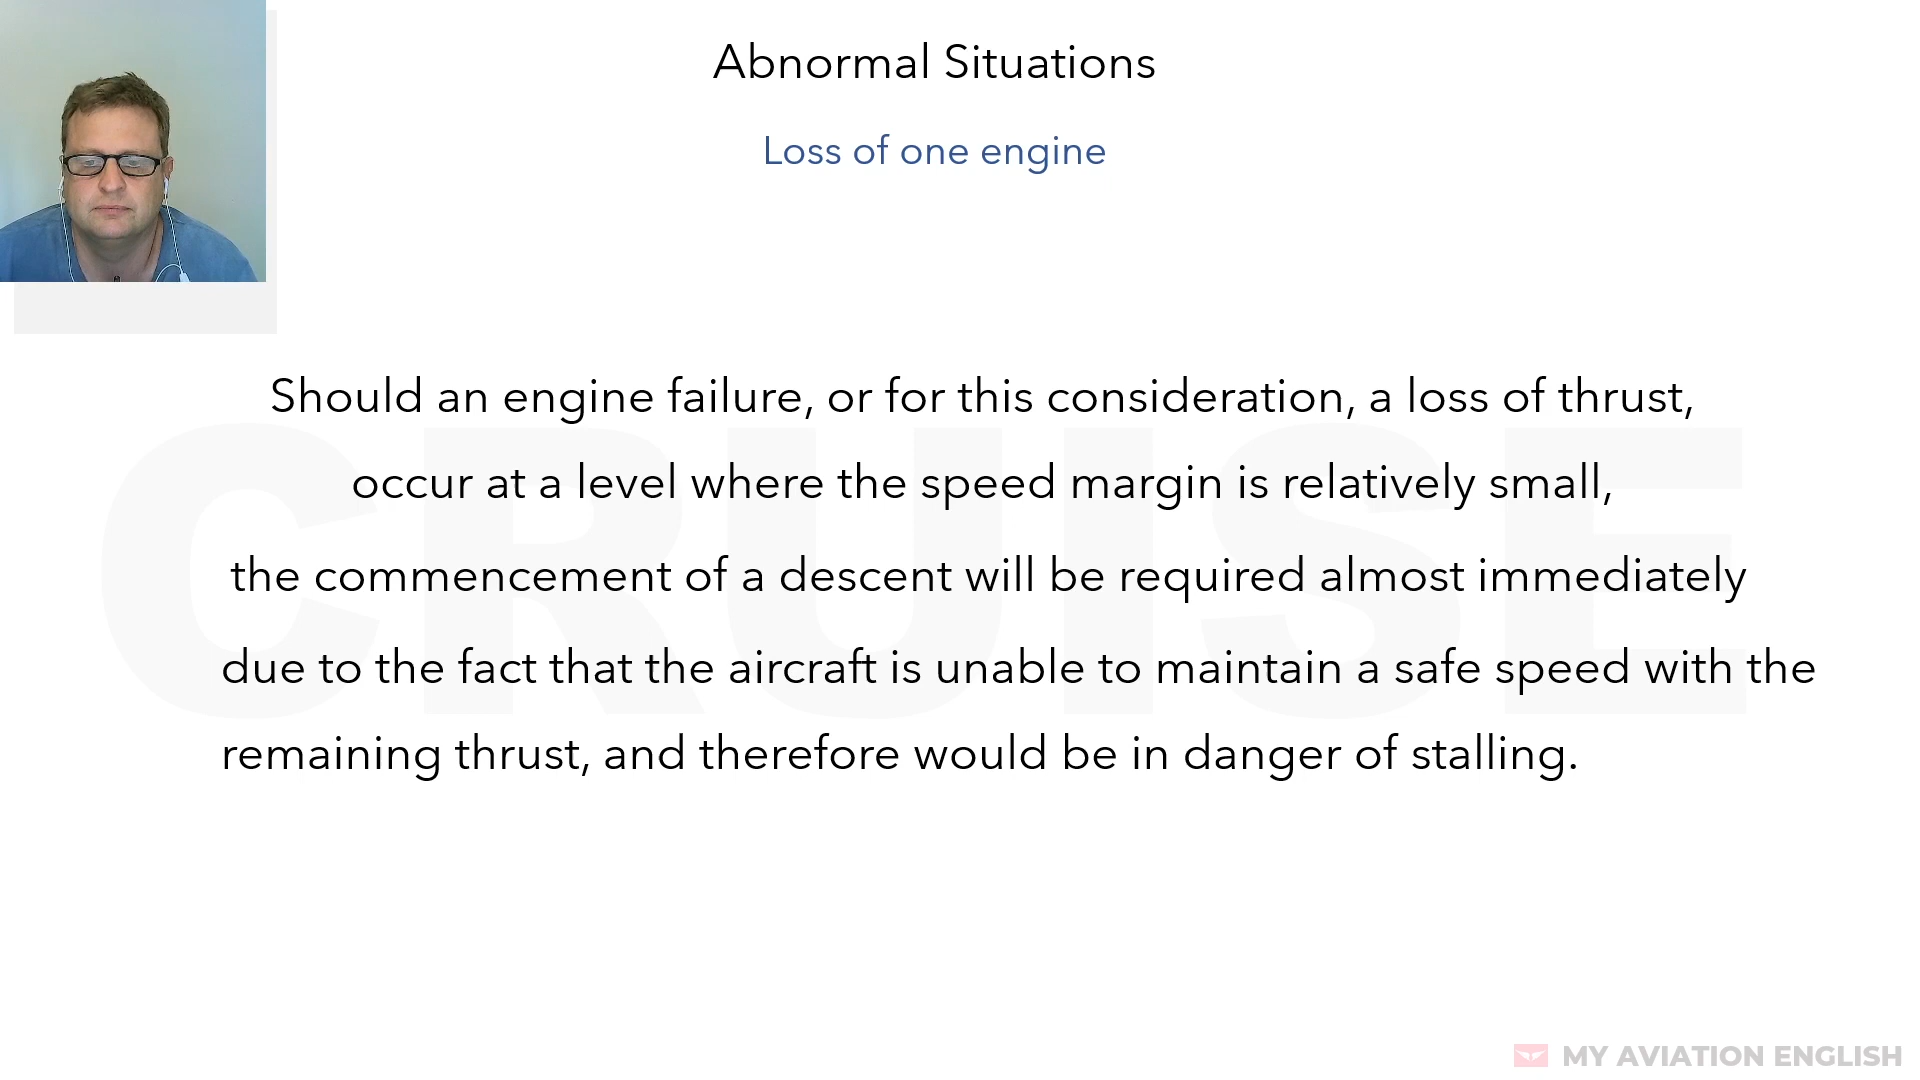 Abnormal Situations
Loss of one engine
CRUISE
Should an engine failure, or for this consideration, a loss of thrust,
occur at a level where the speed margin is relatively small,
the commencement of a descent will be required almost immediately
due to the fact that the aircraft is unable to maintain a safe speed with the
remaining thrust, and therefore would be in danger of stalling.
MY AVIATION ENGLISH